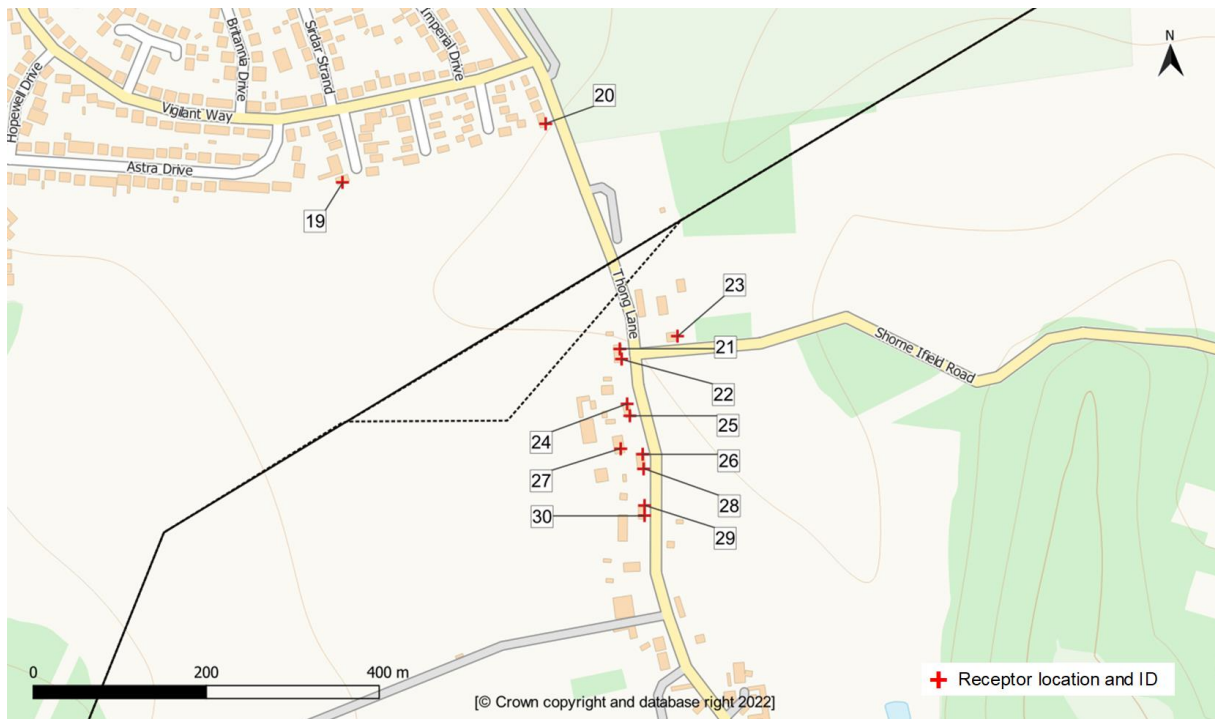 Imperial Drive
Sirdar Strand
Britannia Drive
N
Hopewell Drive
20
Vigilant Way
Astra Drive
19
Thong Lane
23
21
Shorne Ifield Road
22
25
24
26
27
28
30
29
0 200 400 m
[© Crown copyright and database right 2022]
Receptor location and ID